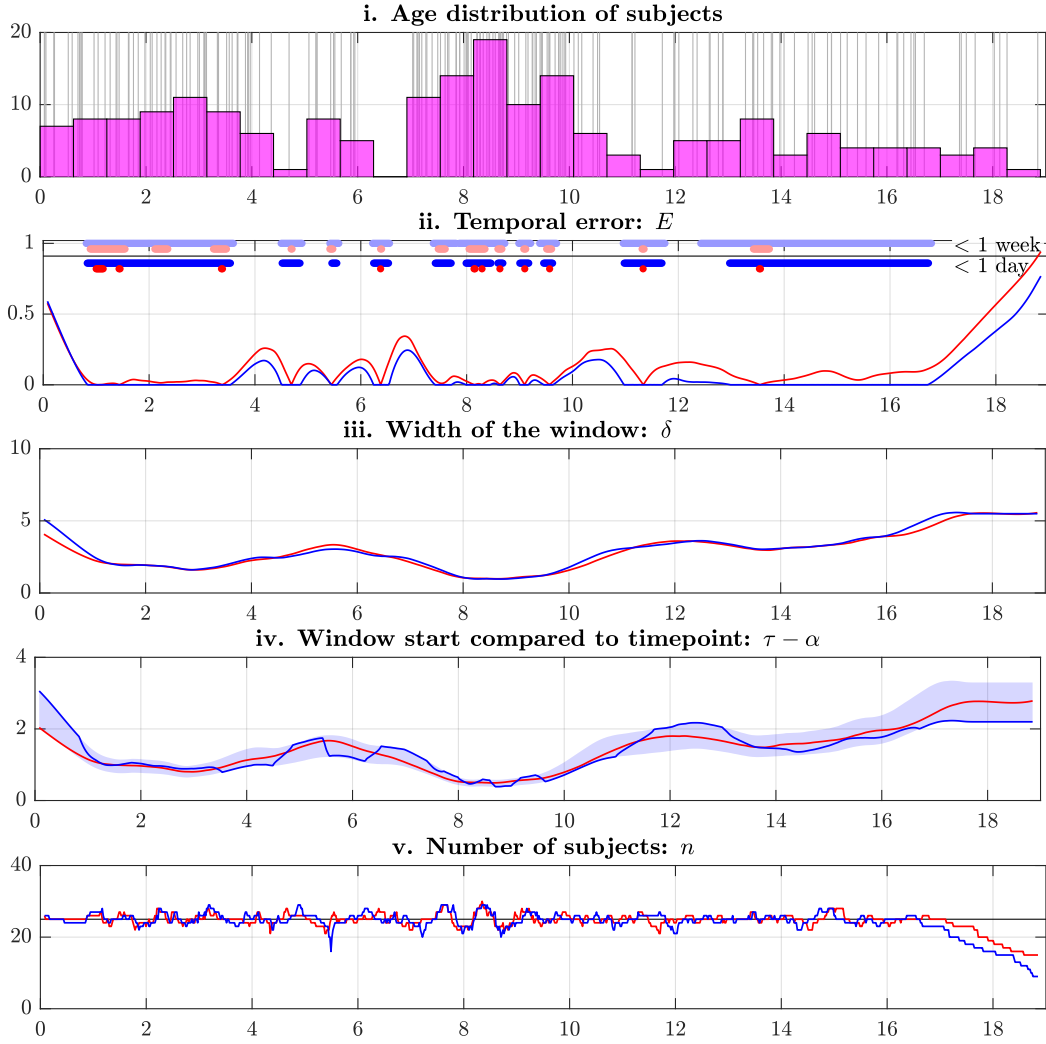 i. Age distribution of subjects
20
10
0
0 2 4 6 8 10 12 14 16 18
ii. Temporal error: E
1
< 1 week
< 1 day
0.5
0
0 2 4 6 8 10 12 14 16 18
iii. Width of the window: δ
10
5
0
0 2 4 6 8 10 12 14 16 18
iv. Window start compared to timepoint: τ − α
4
2
0
0 2 4 6 8 10 12 14 16 18
v. Number of subjects: n
40
20
0
0 2 4 6 8 10 12 14 16 18